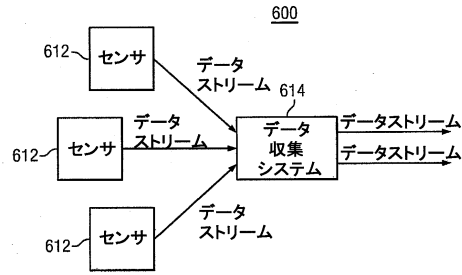 600
612
センサ
データ
ストリーム
614
データ
ストリーム
データ
収集
システム
データストリーム
データストリーム
612
センサ
データ
ストリーム
612
センサ